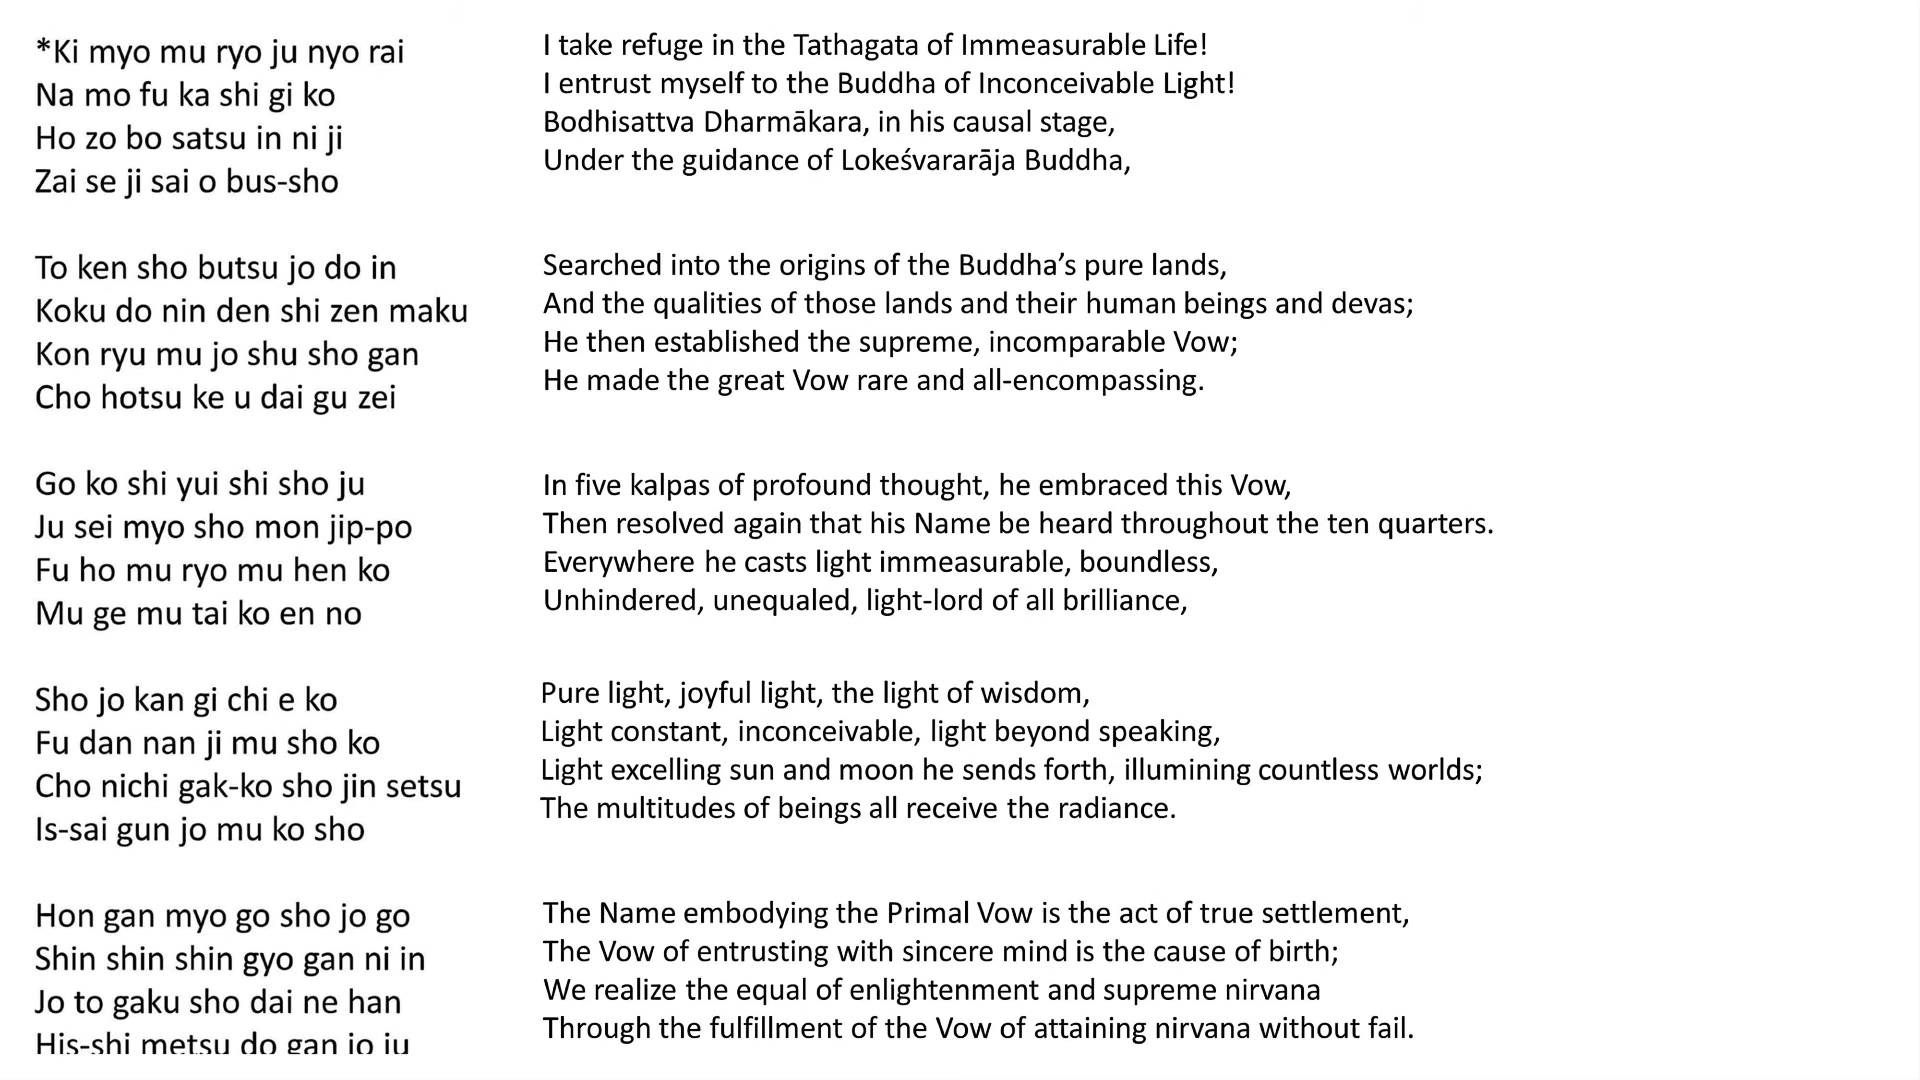 *Ki myo mu ryo ju nyo rai
Na mo fu ka shi gi ko
Ho zo bo satsu in ni ji
Zai se ji sai o bus-sho
To ken sho butsu jo do in
Koku do nin den shi zen maku
Kon ryu mu jo shu sho gan
Cho hotsu ke u dai gu zei
Go ko shi yui shi sho ju
Ju sei myo sho mon jip-po
Fu ho mu ryo mu hen ko
Mu ge mu tai ko en no
Sho jo kan gi chi e ko
Fu dan nan ji mu sho ko
Cho nichi gak-ko sho jin setsu
Is-sai gun jo mu ko sho
Hon gan myo go sho jo go
Shin shin shin gyo gan ni in
Jo to gaku sho dai ne han
His-shi metsu do gan jo ju
I take refuge in the Tathagata of Immeasurable Life!
I entrust myself to the Buddha of Inconceivable Light!
Bodhisattva Dharmākara, in his causal stage,
Under the guidance of Lokeśvararāja Buddha,
Searched into the origins of the Buddha’s pure lands,
And the qualities of those lands and their human beings and devas;
He then established the supreme, incomparable Vow;
He made the great Vow rare and all-encompassing.
In five kalpas of profound thought, he embraced this Vow,
Then resolved again that his Name be heard throughout the ten quarters.
Everywhere he casts light immeasurable, boundless,
Unhindered, unequaled, light-lord of all brilliance,
Pure light, joyful light, the light of wisdom,
Light constant, inconceivable, light beyond speaking,
Light excelling sun and moon he sends forth, illumining countless worlds;
The multitudes of beings all receive the radiance.
The Name embodying the Primal Vow is the act of true settlement,
The Vow of entrusting with sincere mind is the cause of birth;
We realize the equal of enlightenment and supreme nirvana
Through the fulfillment of the Vow of attaining nirvana without fail.